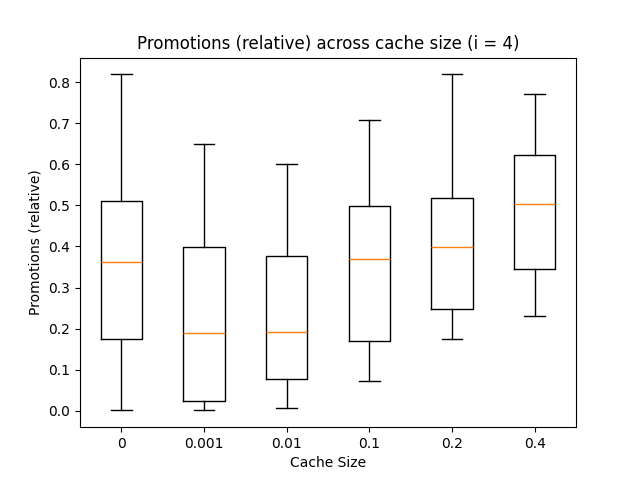 Promotions (relative) across cache size (i = 4)
Promotions (relative)
0.8
0.7
0.6
0.5
0.4
0.3
0.2
0.1
0.0
0 0.001 0.01 0.1 0.2 0.4
Cache Size